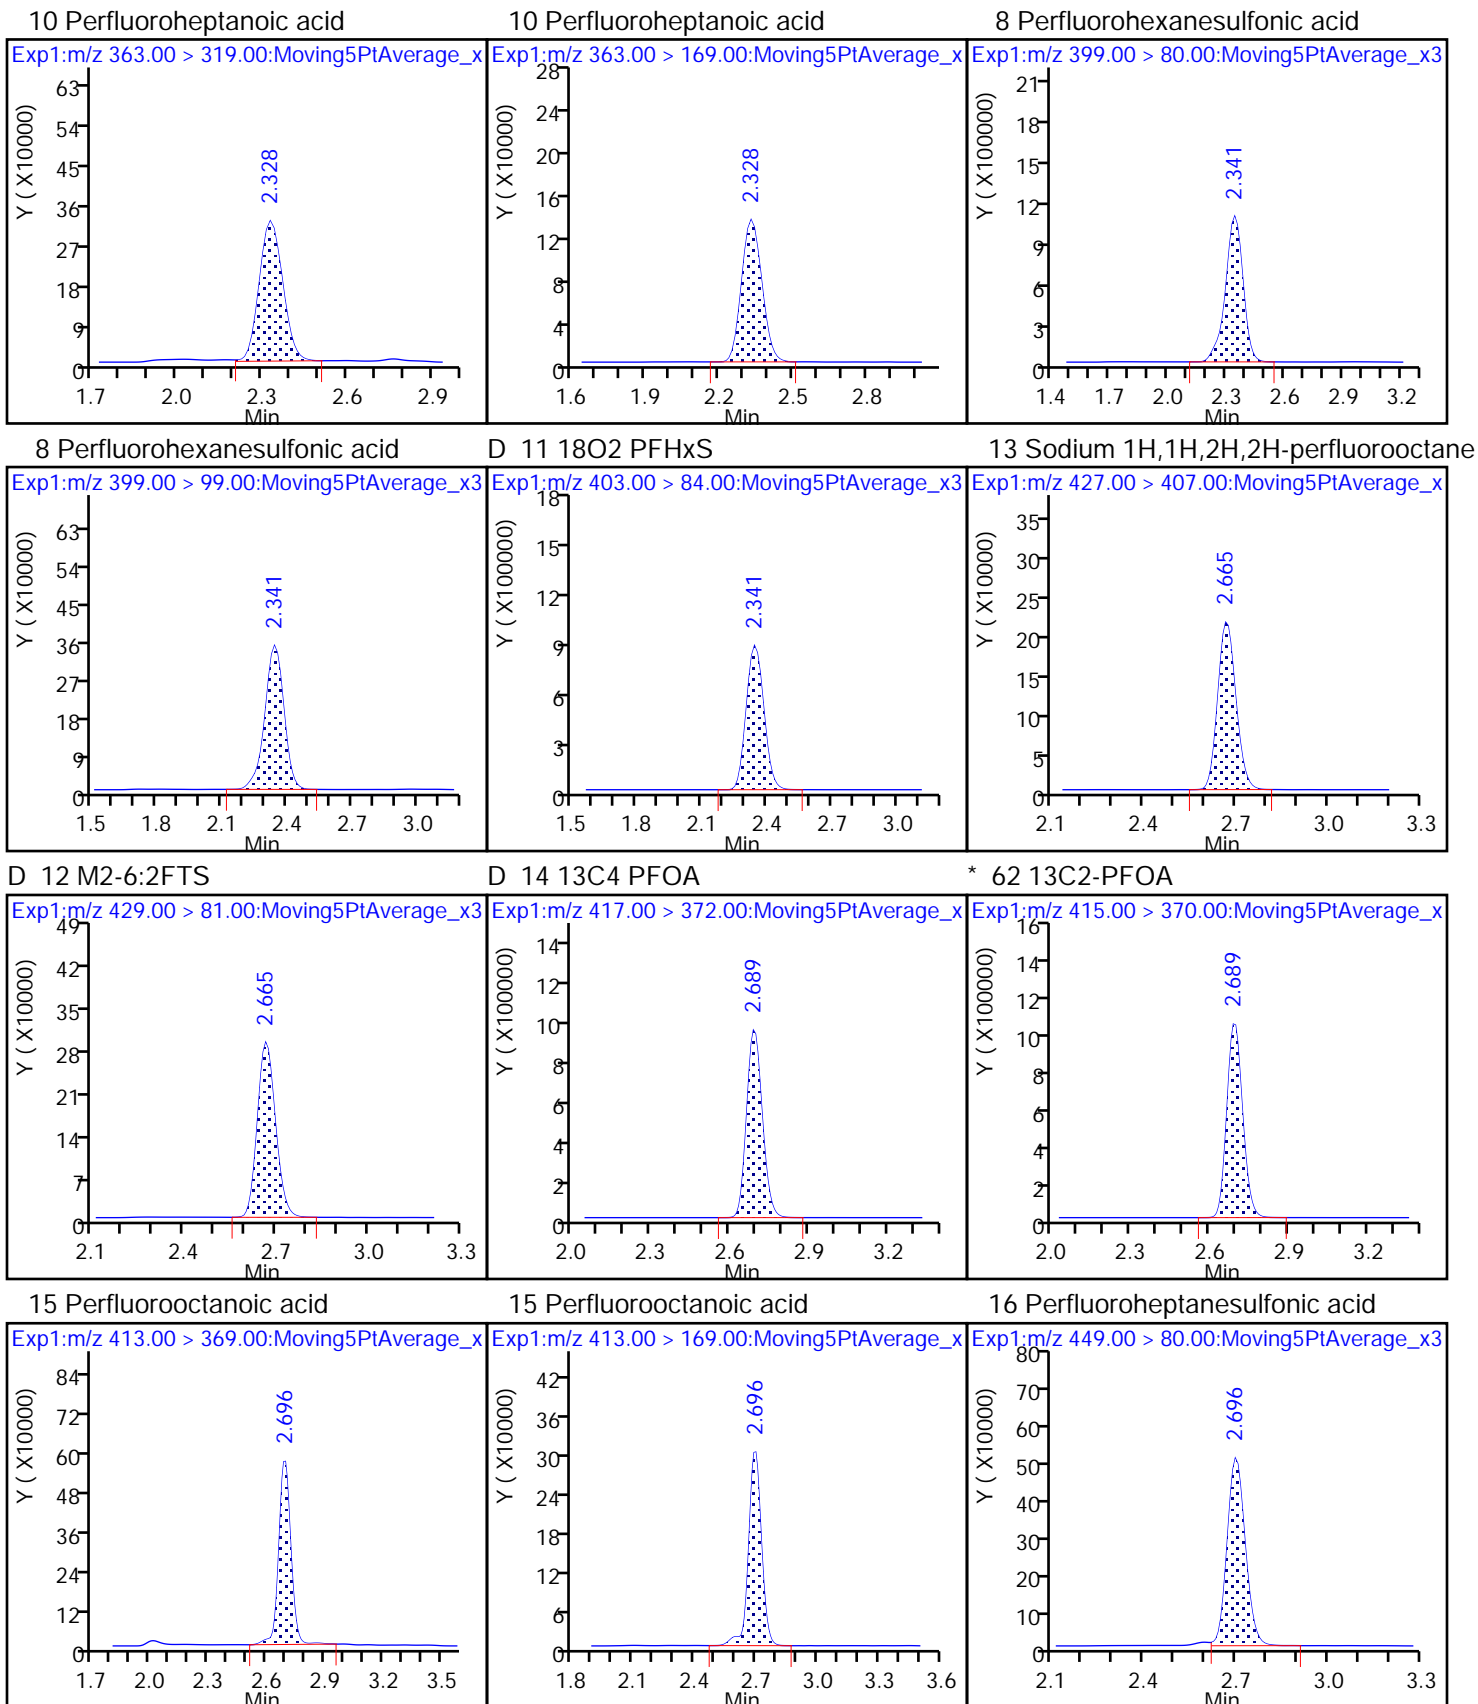 10 Perfluoroheptanoic acid
Exp1:m/z 363.00 > 319.00:Moving5PtAverage_x
Y ( X10000)
63
54
45
36
27
18
9
0
2.328
1.7 2.0 2.3 2.6 2.9
Min
10 Perfluoroheptanoic acid
Exp1:m/z 363.00 > 169.00:Moving5PtAverage_x
Y ( X10000)
28
24
20
16
12
8
4
0
2.328
1.6 1.9 2.2 2.5 2.8
Min
8 Perfluorohexanesulfonic acid
Exp1:m/z 399.00 > 80.00:Moving5PtAverage_x3
Y ( X100000)
21
18
15
12
9
6
3
0
2.341
1.4 1.7 2.0 2.3 2.6 2.9 3.2
Min
8 Perfluorohexanesulfonic acid
Exp1:m/z 399.00 > 99.00:Moving5PtAverage_x3
Y ( X10000)
63
54
45
36
27
18
9
0
2.341
1.5 1.8 2.1 2.4 2.7 3.0
Min
D 11 18O2 PFHxS
Exp1:m/z 403.00 > 84.00:Moving5PtAverage_x3
Y ( X100000)
18
15
12
9
6
3
0
2.341
1.5 1.8 2.1 2.4 2.7 3.0
Min
13 Sodium 1H,1H,2H,2H-perfluorooctane
Exp1:m/z 427.00 > 407.00:Moving5PtAverage_x
Y ( X10000)
35
30
25
20
15
10
5
0
2.665
2.1 2.4 2.7 3.0 3.3
Min
D 12 M2-6:2FTS
Exp1:m/z 429.00 > 81.00:Moving5PtAverage_x3
Y ( X10000)
49
42
35
28
21
14
7
0
2.665
2.1 2.4 2.7 3.0 3.3
Min
D 14 13C4 PFOA
Exp1:m/z 417.00 > 372.00:Moving5PtAverage_x
Y ( X100000)
14
12
10
8
6
4
2
0
2.689
2.0 2.3 2.6 2.9 3.2
Min
* 62 13C2-PFOA
Exp1:m/z 415.00 > 370.00:Moving5PtAverage_x
Y ( X100000)
16
14
12
10
8
6
4
2
0
2.689
2.0 2.3 2.6 2.9 3.2
Min
15 Perfluorooctanoic acid
Exp1:m/z 413.00 > 369.00:Moving5PtAverage_x
Y ( X10000)
84
72
60
48
36
24
12
0
2.696
1.7 2.0 2.3 2.6 2.9 3.2 3.5
Min
15 Perfluorooctanoic acid
Exp1:m/z 413.00 > 169.00:Moving5PtAverage_x
Y ( X10000)
42
36
30
24
18
12
6
0
2.696
1.8 2.1 2.4 2.7 3.0 3.3 3.6
Min
16 Perfluoroheptanesulfonic acid
Exp1:m/z 449.00 > 80.00:Moving5PtAverage_x3
Y ( X10000)
80
70
60
50
40
30
20
10
0
2.696
2.1 2.4 2.7 3.0 3.3
Min